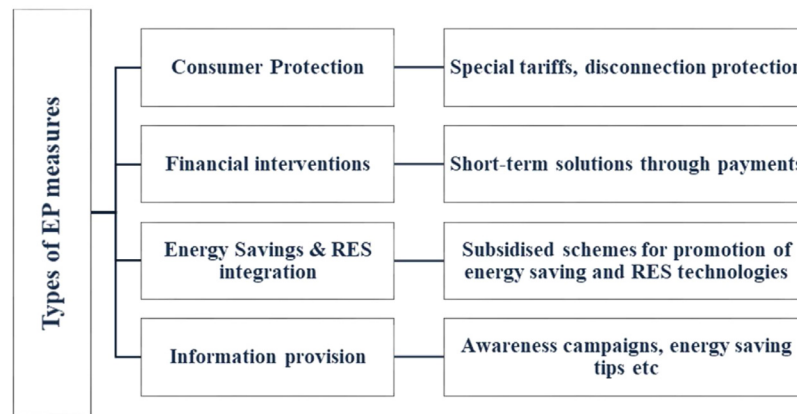 Types of EP measures
Consumer Protection
Special tariffs, disconnection protection
Financial interventions
Short-term solutions through payments
Energy Savings & RES
integration
Subsidised schemes for promotion of
energy saving and RES technologies
Information provision
Awareness campaigns, energy saving
tips etc